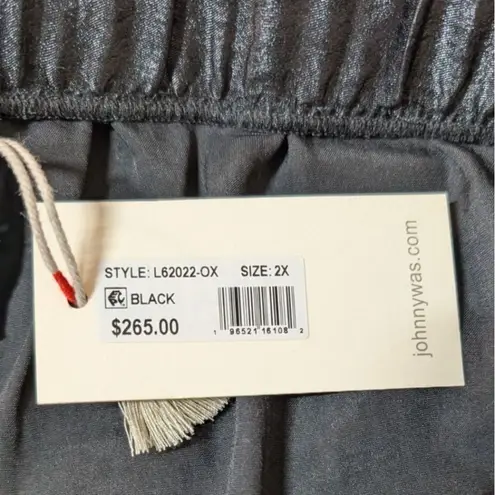 STYLE: L62022-OX SIZE: 2X
BLACK
$265.00
1 96521 16108 2
johnnywas.com